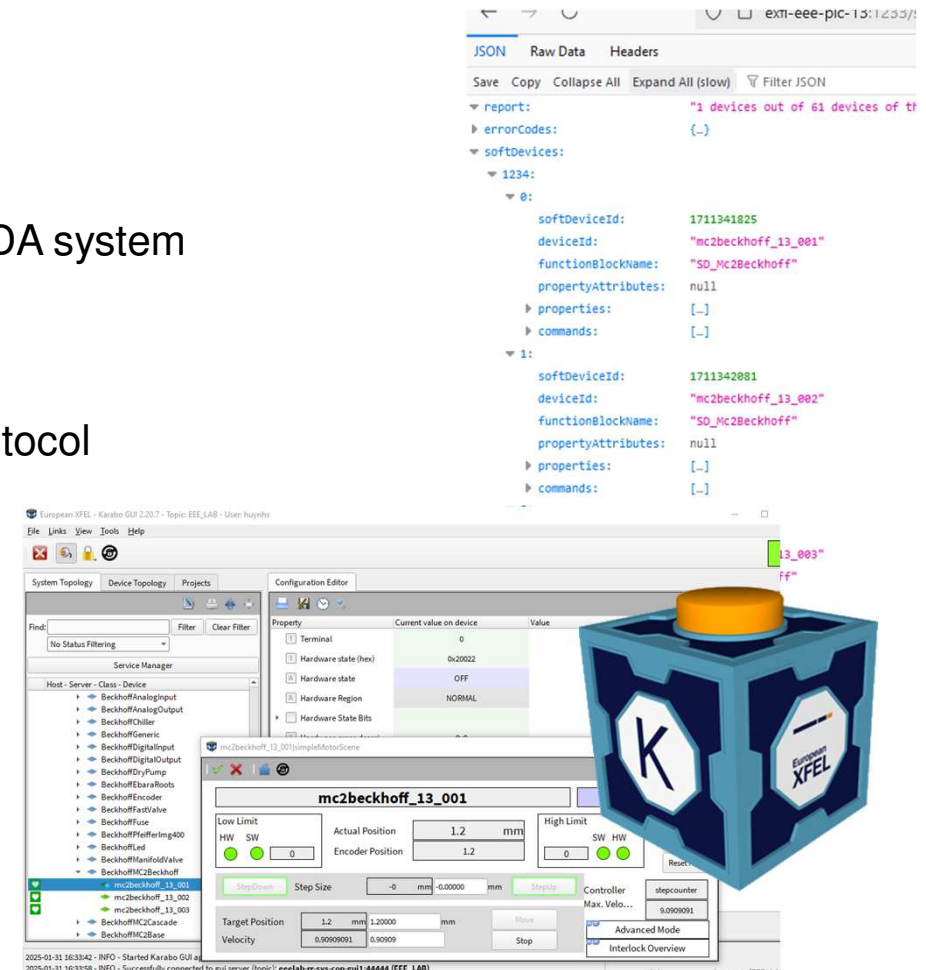 exfl-eee-pic-13:1233/
JSON Raw Data Headers
Save Copy Collapse All Expand All (slow) Filter JSON
report: "1 devices out of 61 devices of th
errorCodes: {…}
softDevices:
1234:
0:
softDeviceId: 1711341825
deviceId: "mc2beckhoff_13_001"
functionBlockName: "SD_Mc2Beckhoff"
propertyAttributes: null
properties: […]
commands: […]
1:
softDeviceId: 1711342081
deviceId: "mc2beckhoff_13_002"
functionBlockName: "SD_Mc2Beckhoff"
propertyAttributes: null
properties: […]
commands: […]
DA system
tocol
European XFEL - Karabo GUI 2.20.7 - Topic: EEE_LAB - User: huynhs
File Links View Tools Help
13_003"
ff"
System Topology Device Topology Projects
Configuration Editor
Find: Filter Clear Filter
No Status Filtering
Service Manager
Host - Server - Class - Device
BeckhoffAnalogInput
BeckhoffAnalogOutput
BeckhoffChiller
BeckhoffGeneric
BeckhoffDigitalInput
BeckhoffDigitalOutput
BeckhoffDryPump
BeckhoffEbaraRoots
BeckhoffEncoder
BeckhoffFastValve
BeckhoffFuse
BeckhoffPfeifferImg400
BeckhoffLed
BeckhoffManifoldValve
BeckhoffMC2Beckhoff
mc2beckhoff_13_001
mc2beckhoff_13_002
mc2beckhoff_13_003
BeckhoffMC2Cascade
BeckhoffMC2Base
Property Current value on device Value
Terminal 0
Hardware state (hex) 0x20022
Hardware state OFF
Hardware Region NORMAL
Hardware State Bits
mc2beckhoff_13_001|simpleMotorScene
mc2beckhoff_13_001
Low Limit
HW SW
0
Actual Position 1.2 mm
Encoder Position 1.2
High Limit
SW HW
0
Reset
StepDown Step Size -0 mm -0.00000 mm StepUp
Controller stepcounter
Max. Velo... 9.0909091
Target Position 1.2 mm 1.20000 mm Move
Velocity 0.90909091 0.90909 Stop
Advanced Mode
Interlock Overview
K
European
XFEL
2025-01-31 16:33:42 - INFO - Started Karabo GUI
2025-01-31 16:33:58 - INFO - Successfully connected to gui server (topic): eeelab-rr-sys-con-gui1:44444 (EEE_LAB)